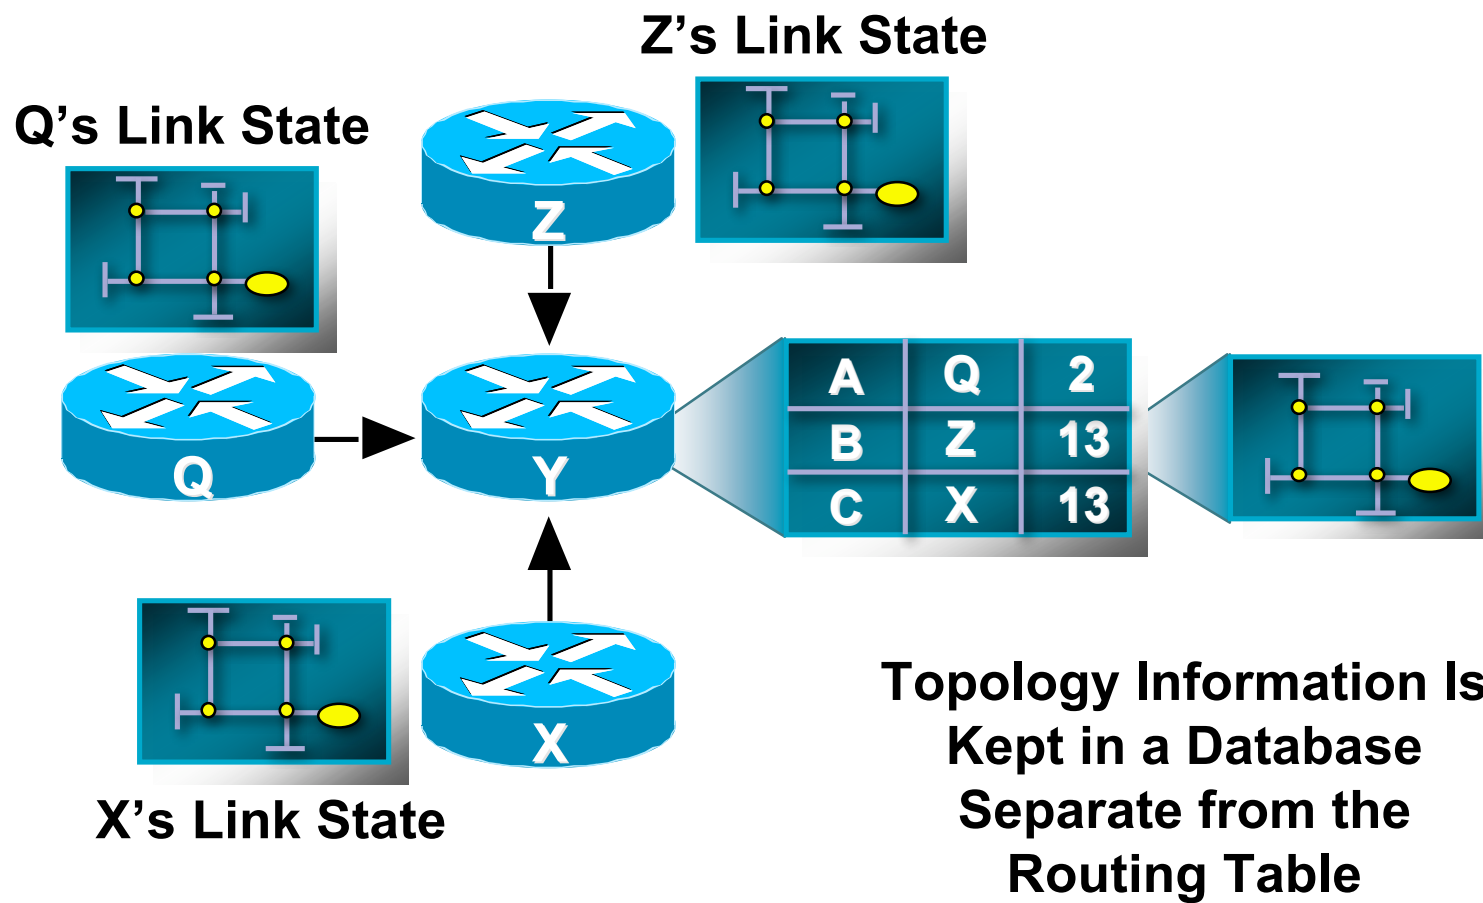 Z’s Link State
Q’s Link State
Z
A Q 2
B Z 13
C X 13
Q
Y
X
X’s Link State
Topology Information Is
Kept in a Database
Separate from the
Routing Table